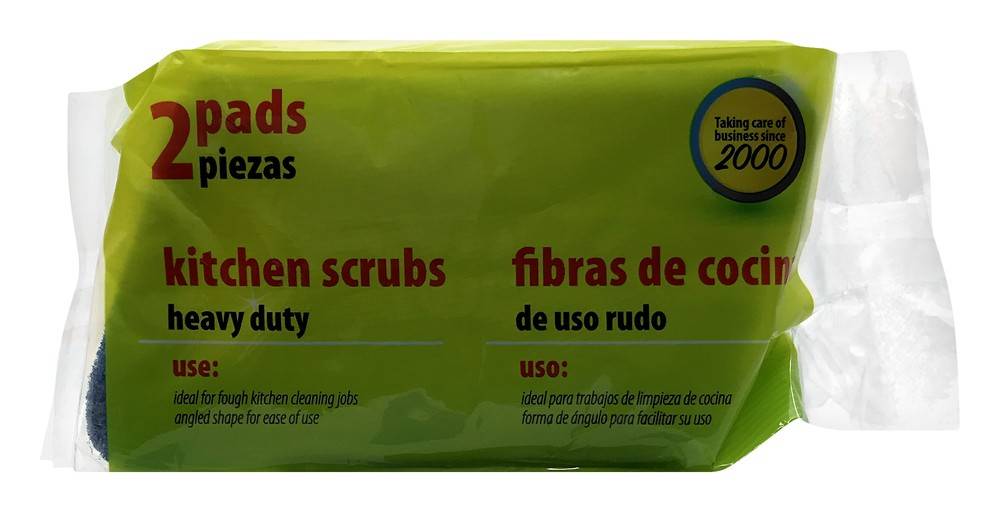 2 pads
piezas
Taking care of
business since
2000
kitchen scrubs
heavy duty
use:
ideal for fough kitchen cleaning jobs
angled shape for ease of use
fibras de cocin
de uso rudo
uso:
ideal para trabajos de limpieza de cocina
forma de ángulo para facilitar su uso